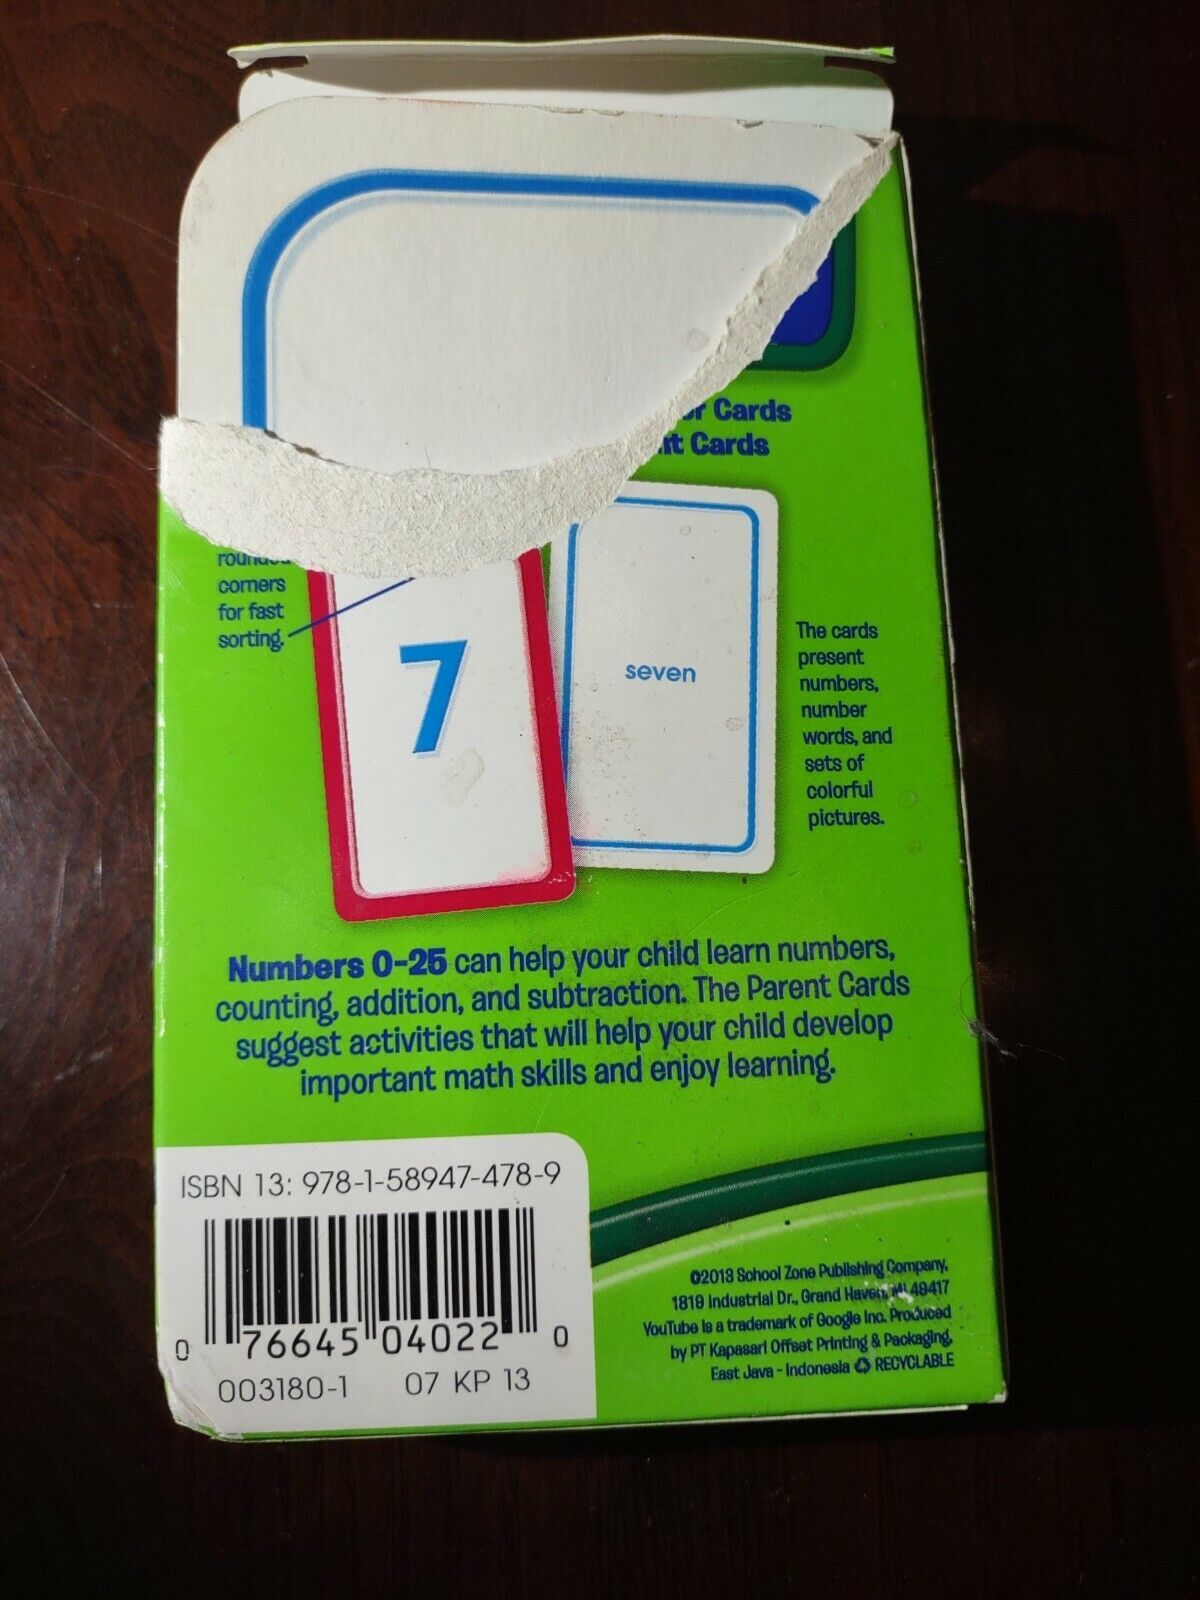 Cards
Cards
corners
for fast
sorting.
7
seven
The cards
present
numbers,
number
words, and
sets of
colorful
pictures.
Numbers 0-25 can help your child learn numbers,
counting, addition, and subtraction. The Parent Cards
suggest activities that will help your child develop
important math skills and enjoy learning.
ISBN 13: 978-1-58947-478-9
0 76645 04022 0
003180-1 07 KP 13
©2013 School Zone Publishing Company.
1819 Industrial Dr., Grand Haven, MI 49417
YouTube is a trademark of Google Inc. Produced
by PT Kapasari Offset Printing & Packaging,
East Java - Indonesia RECYCLABLE